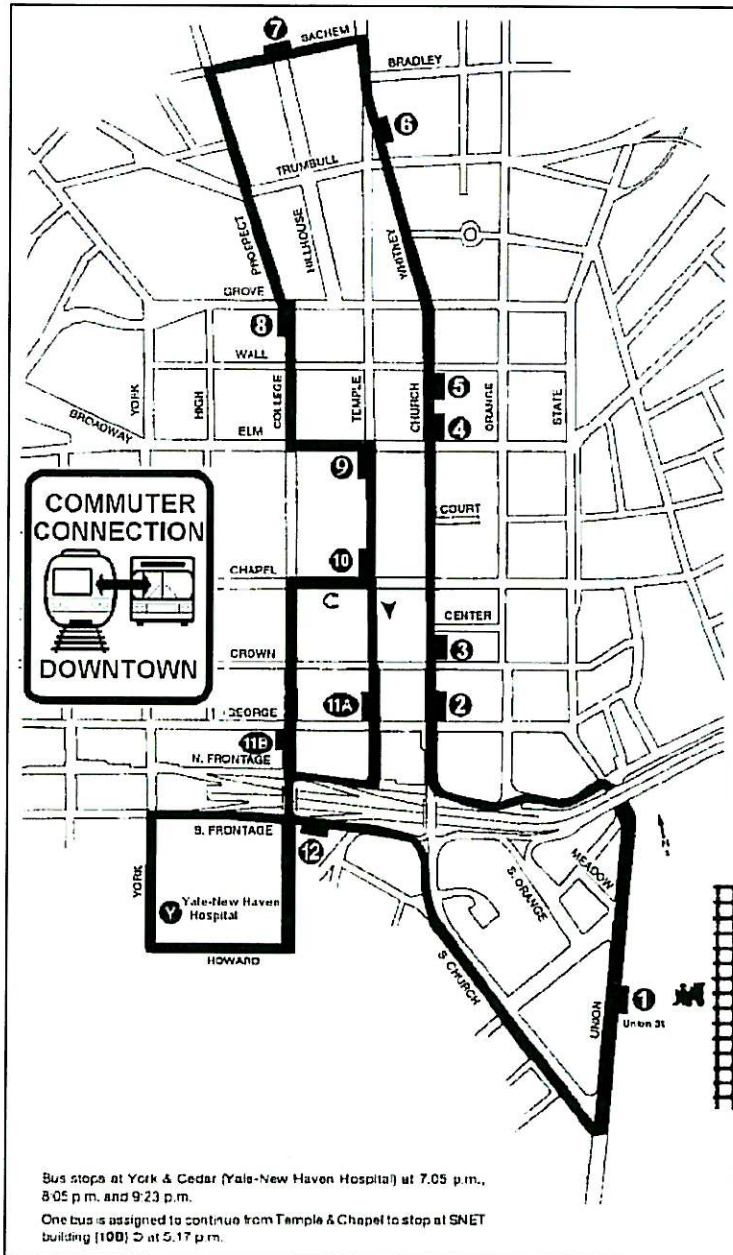 7
SACHEM
BRADLEY
6
TRUMBULL
PROSPECT
HILLHOUSE
WHITNEY
GROVE
8
WALL
YORK
HIGH
COLLEGE
TEMPLE
CHURCH
5
ORANGE
STATE
BROADWAY
ELM
4
9
COMMUTER
CONNECTION
DOWNTOWN
COURT
10
CHAPEL
CENTER
3
CROWN
GEORGE
11A
2
11B
N. FRONTAGE
S. FRONTAGE
12
YORK
Y Yale-New Haven
Hospital
HOWARD
MEADOW
S. ORANGE
S. CHURCH
UNION
1
Union St
N
Bus stops at York & Cedar (Yale-New Haven Hospital) at 7.05 p.m.,
8:05 p.m. and 9:23 p.m.
One bus is assigned to continue from Temple & Chapel to stop at SNET
building (10B) at 5.17 p.m.